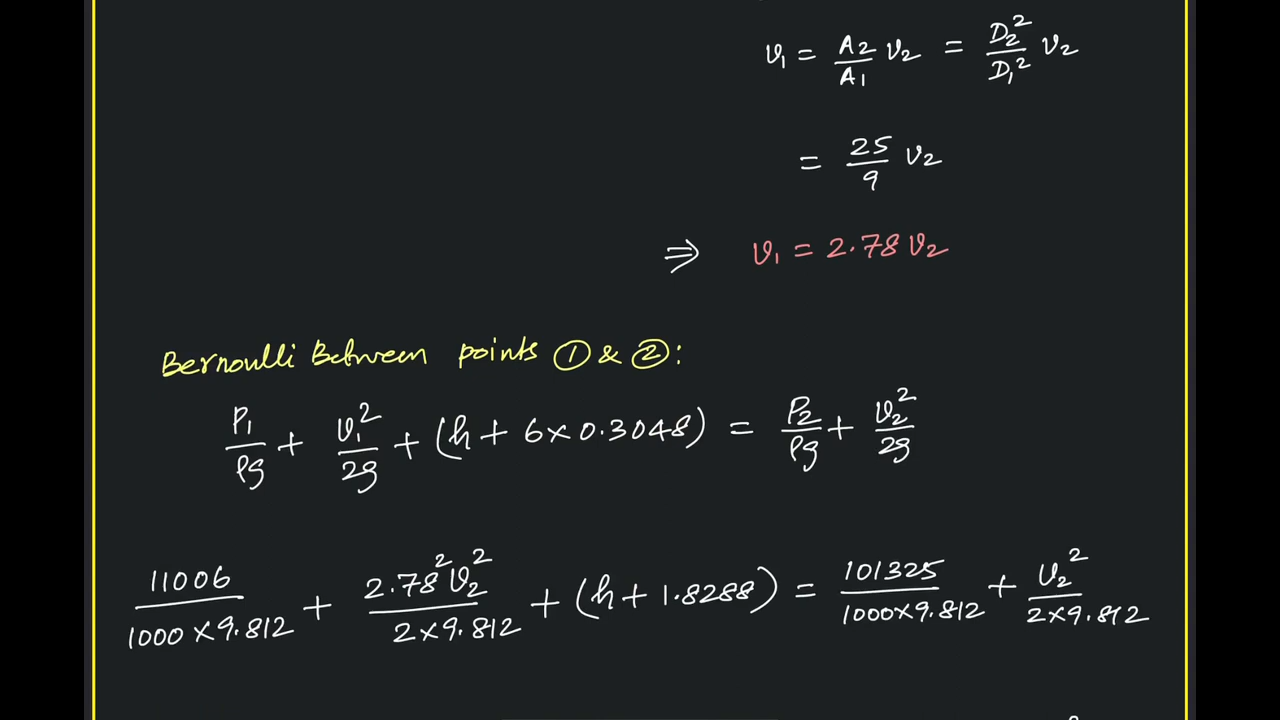 v₁ = A₂/A₁ v₂ = D₂²/D₁² v₂
= 25/9 v₂
⇒ v₁ = 2.78 v₂
Bernoulli Between points ① & ②:
P₁/ρg + v₁²/2g + (h + 6 × 0.3048) = P₂/ρg + v₂²/2g
11006/1000 × 9.812 + 2.78² v₂²/2 × 9.812 + (h + 1.8288) = 101325/1000 × 9.812 + v₂²/2 × 9.812